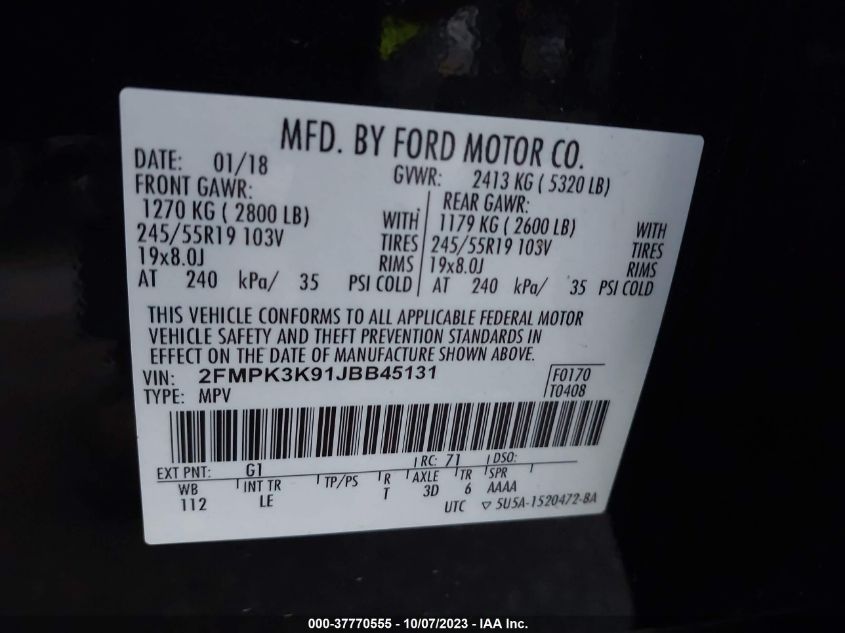 MFD. BY FORD MOTOR CO.
DATE: 01/18 GVWR: 2413 KG ( 5320 LB)
FRONT GAWR: REAR GAWR:
1270 KG ( 2800 LB) WITH 1179 KG ( 2600 LB) WITH
245/55R19 103V TIRES 245/55R19 103V TIRES
19x8.0J RIMS 19x8.0J RIMS
AT 240 kPa/ 35 PSI COLD AT 240 kPa/ 35 PSI COLD
THIS VEHICLE CONFORMS TO ALL APPLICABLE FEDERAL MOTOR
VEHICLE SAFETY AND THEFT PREVENTION STANDARDS IN
EFFECT ON THE DATE OF MANUFACTURE SHOWN ABOVE.
VIN: 2FMPK3K91JBB45131 F0170
TYPE: MPV T0408
EXT PNT: G1 RC: 71 DSO:
WB INT TR TP/PS R AXLE TR SPR
112 LE T 3D 6 AAAA
UTC ▽ 5U5A-1520472-BA
000-37770555 - 10/07/2023 - IAA Inc.